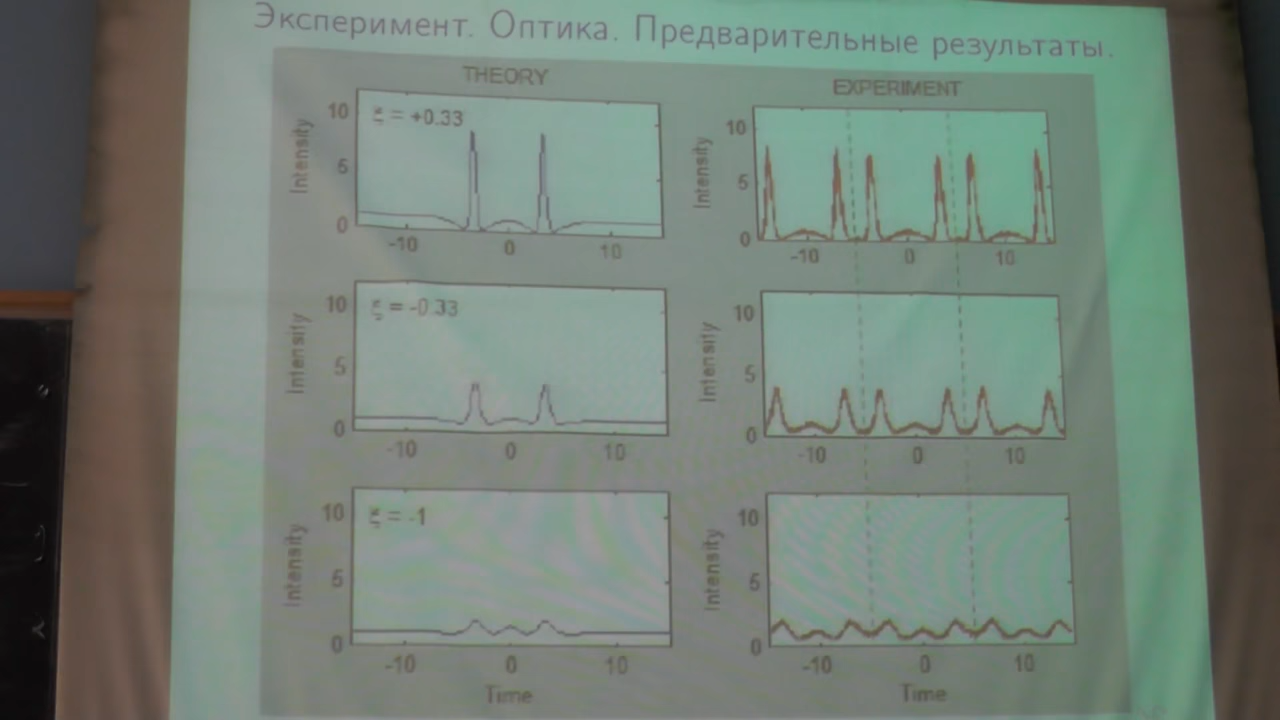 Эксперимент. Оптика. Предварительные результаты.
THEORY
EXPERIMENT
ξ = +0.33
Intensity
10
5
0
-10 0 10
Intensity
10
5
0
-10 0 10
ξ = -0.33
Intensity
10
5
0
-10 0 10
Intensity
10
5
0
-10 0 10
ξ = -1
Intensity
10
5
0
-10 0 10
Time
Intensity
10
5
0
-10 0 10
Time